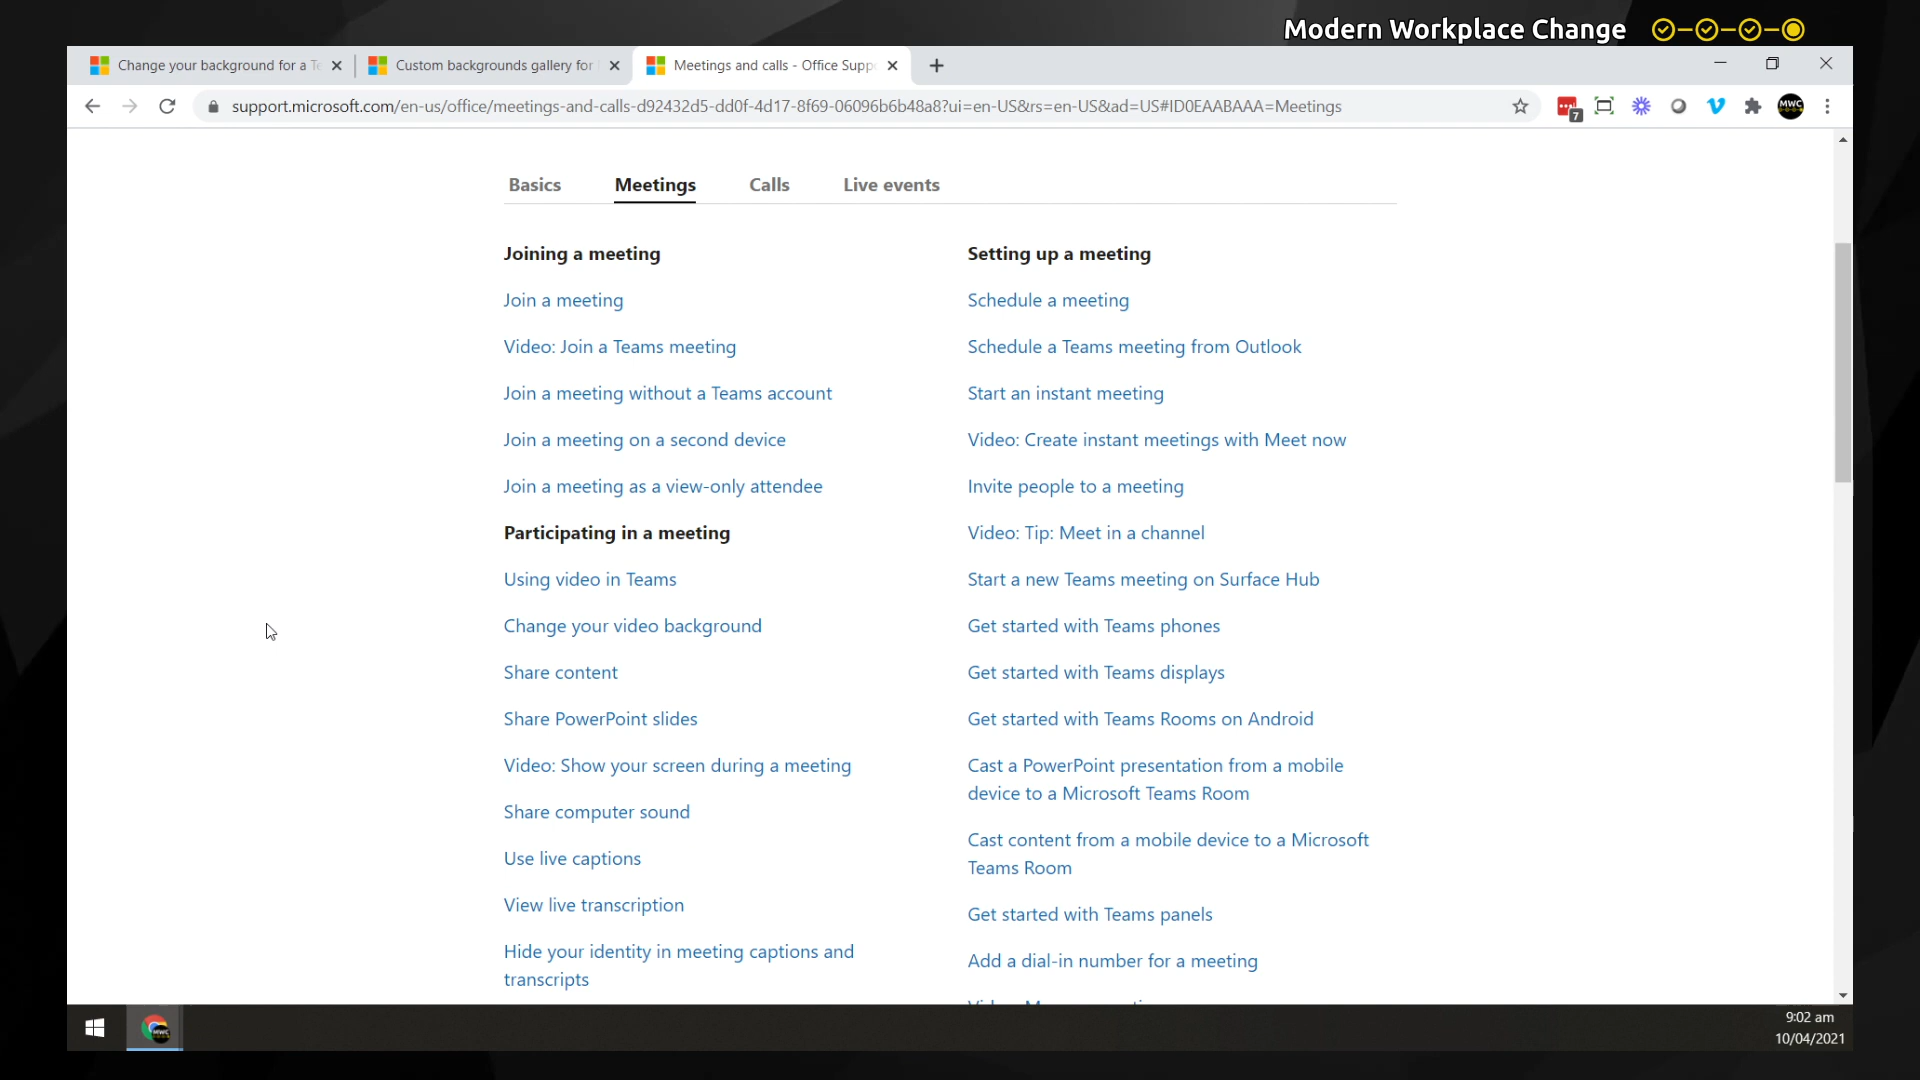 Modern Workplace Change
Change your background for a Te
Custom backgrounds gallery for
Meetings and calls - Office Suppo
support.microsoft.com/en-us/office/meetings-and-calls-d92432d5-dd0f-4d17-8f69-06096b6b48a8?ui=en-US&rs=en-US&ad=US#ID0EAABAAA=Meetings
7
MWC
Basics
Meetings
Calls
Live events
Joining a meeting
Join a meeting
Video: Join a Teams meeting
Join a meeting without a Teams account
Join a meeting on a second device
Join a meeting as a view-only attendee
Participating in a meeting
Using video in Teams
Change your video background
Share content
Share PowerPoint slides
Video: Show your screen during a meeting
Share computer sound
Use live captions
View live transcription
Hide your identity in meeting captions and
transcripts
Setting up a meeting
Schedule a meeting
Schedule a Teams meeting from Outlook
Start an instant meeting
Video: Create instant meetings with Meet now
Invite people to a meeting
Video: Tip: Meet in a channel
Start a new Teams meeting on Surface Hub
Get started with Teams phones
Get started with Teams displays
Get started with Teams Rooms on Android
Cast a PowerPoint presentation from a mobile
device to a Microsoft Teams Room
Cast content from a mobile device to a Microsoft
Teams Room
Get started with Teams panels
Add a dial-in number for a meeting
MWC
9:02 am
10/04/2021